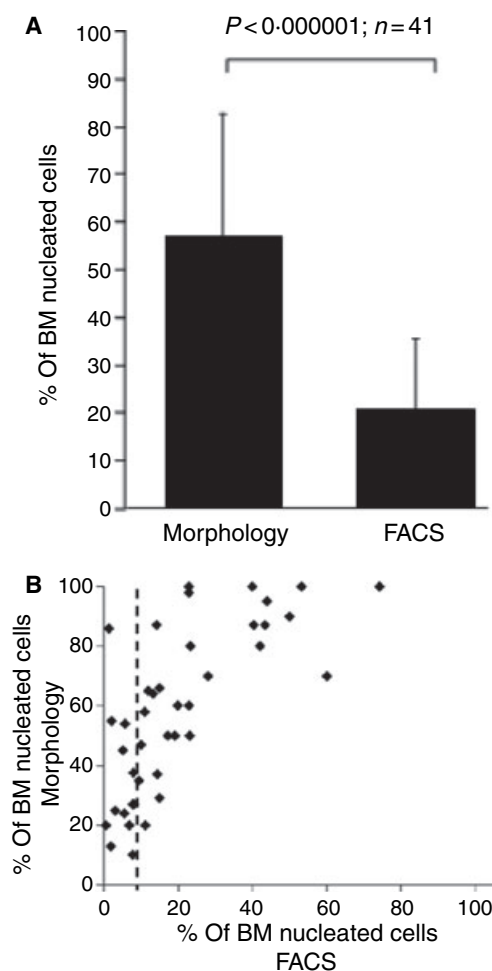 A
P < 0·000001; n = 41
% Of BM nucleated cells
100
90
80
70
60
50
40
30
20
10
0
Morphology
FACS
B
% Of BM nucleated cells
Morphology
100
80
60
40
20
0
0 20 40 60 80 100
% Of BM nucleated cells
FACS